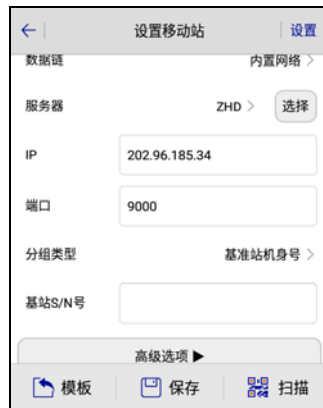 设置移动站 设置
数据链 内置网络
服务器 ZHD 选择
IP 202.96.185.34
端口 9000
分组类型 基准站机身号
基站S/N号
高级选项▶
模板 保存 扫描